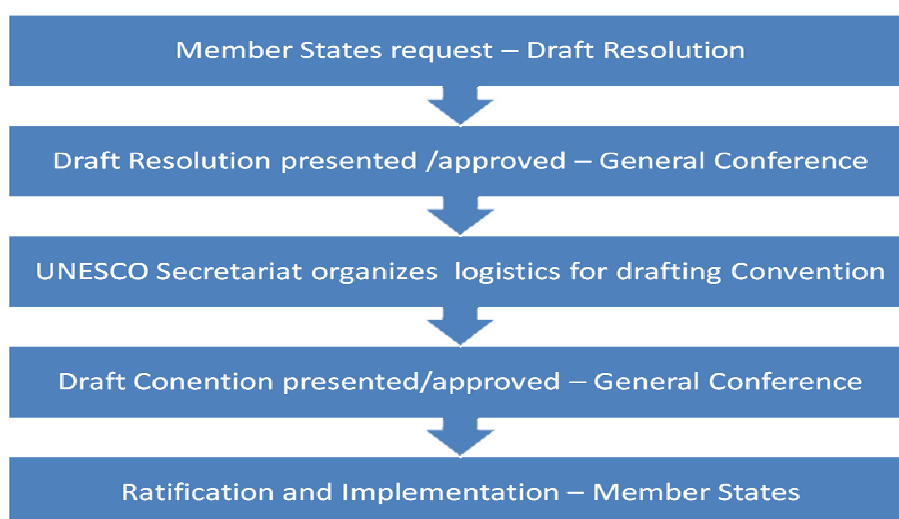 Member States request – Draft Resolution
Draft Resolution presented /approved – General Conference
UNESCO Secretariat organizes  logistics for drafting Convention
Draft Conention presented/approved – General Conference
Ratification and Implementation – Member States